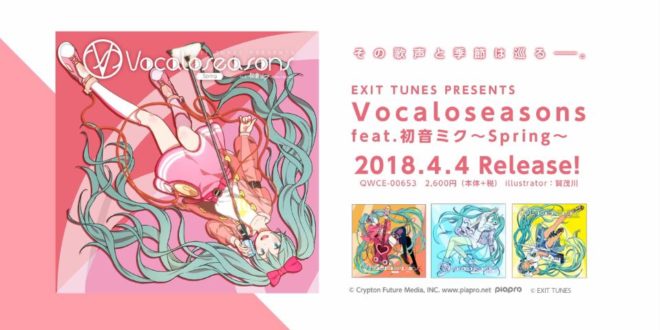 Vocaloseasons
Spring
その歌声と季節は巡る――。
EXIT TUNES PRESENTS
Vocaloseasons
feat.初音ミク～Spring～
2018.4.4 Release!
QWCE-00653 2,600円（本体+税） illustrator：賀茂川
© Crypton Future Media, INC. www.piapro.net piapro © EXIT TUNES